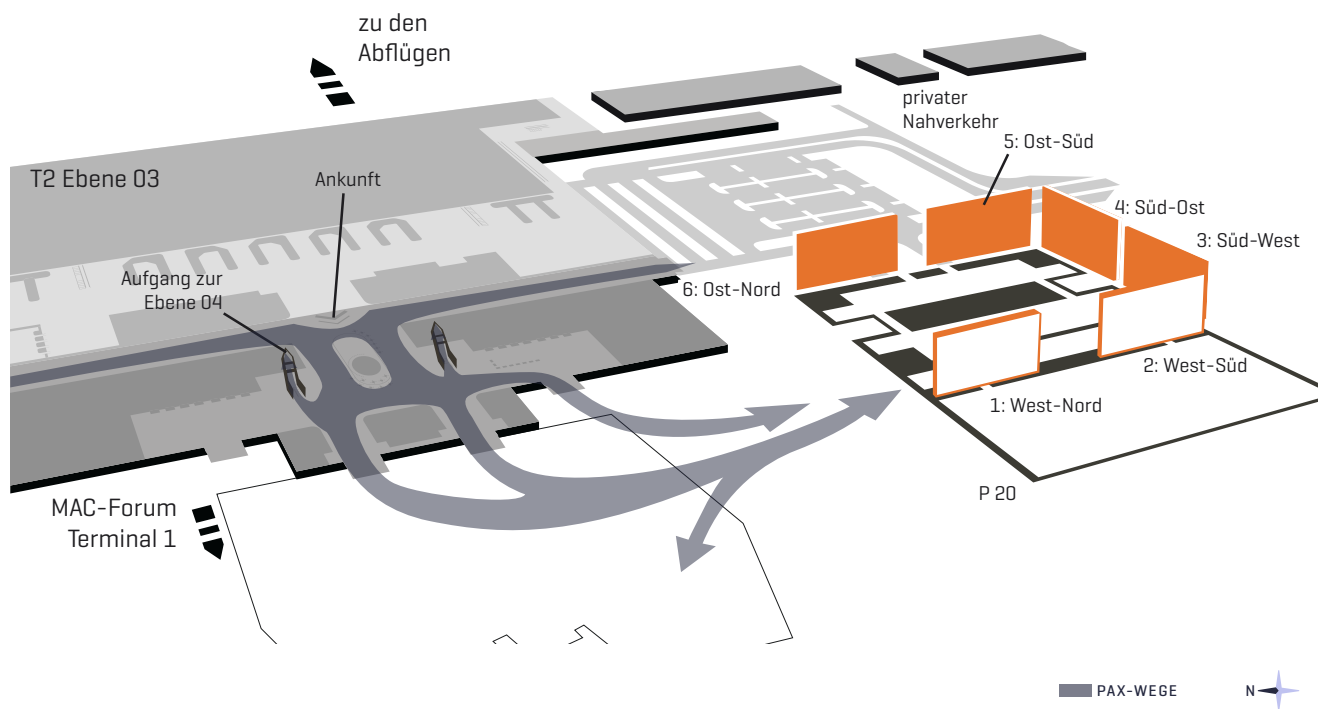 zu den
Abflügen
privater
Nahverkehr
5: Ost-Süd
T2 Ebene 03
Ankunft
4: Süd-Ost
3: Süd-West
Aufgang zur
Ebene 04
6: Ost-Nord
2: West-Süd
1: West-Nord
P 20
MAC-Forum
Terminal 1
PAX-WEGE
N